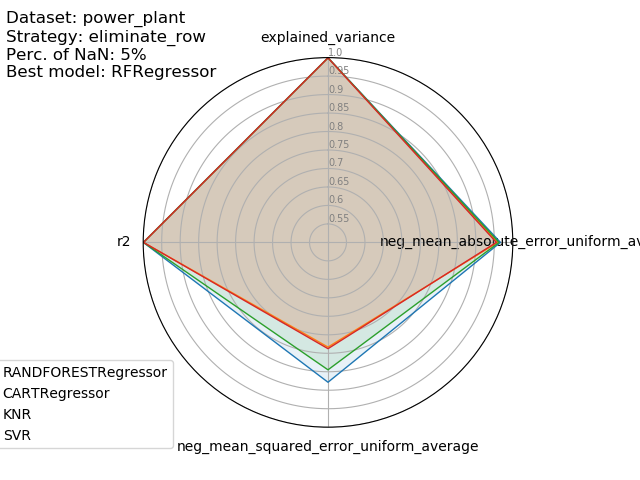 Dataset: power_plant
Strategy: eliminate_row
Perc. of NaN: 5%
Best model: RFRegressor
explained_variance
1.0
0.95
0.9
0.85
0.8
0.75
0.7
0.65
0.6
0.55
r2
neg_mean_absolute_error_uniform_av
RANDFORESTRegressor
CARTRegressor
KNR
SVR
neg_mean_squared_error_uniform_average